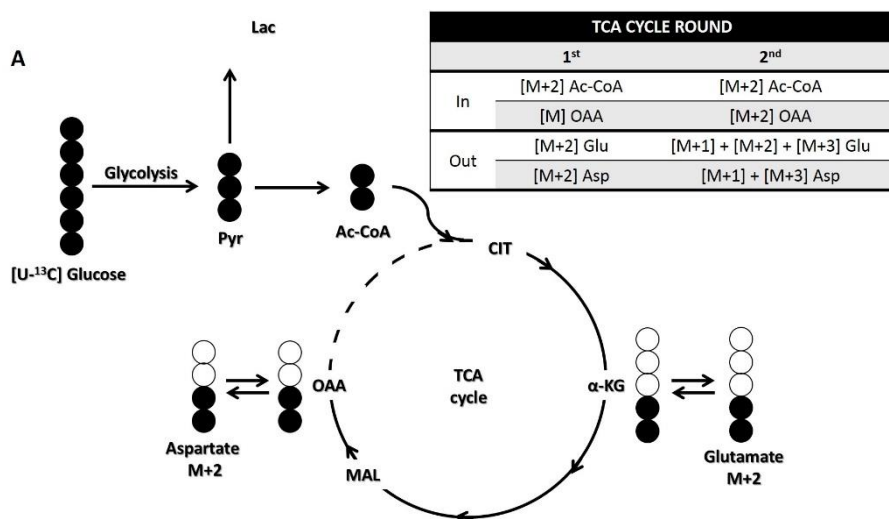 A
Lac
TCA CYCLE ROUND
1st 2nd
In [M+2] Ac-CoA [M+2] Ac-CoA
[M] OAA [M+2] OAA
Out [M+2] Glu [M+1] + [M+2] + [M+3] Glu
[M+2] Asp [M+1] + [M+3] Asp
Glycolysis
Pyr
Ac-CoA
[U-13C] Glucose
CIT
OAA
TCA
cycle
α-KG
Aspartate
M+2
MAL
Glutamate
M+2